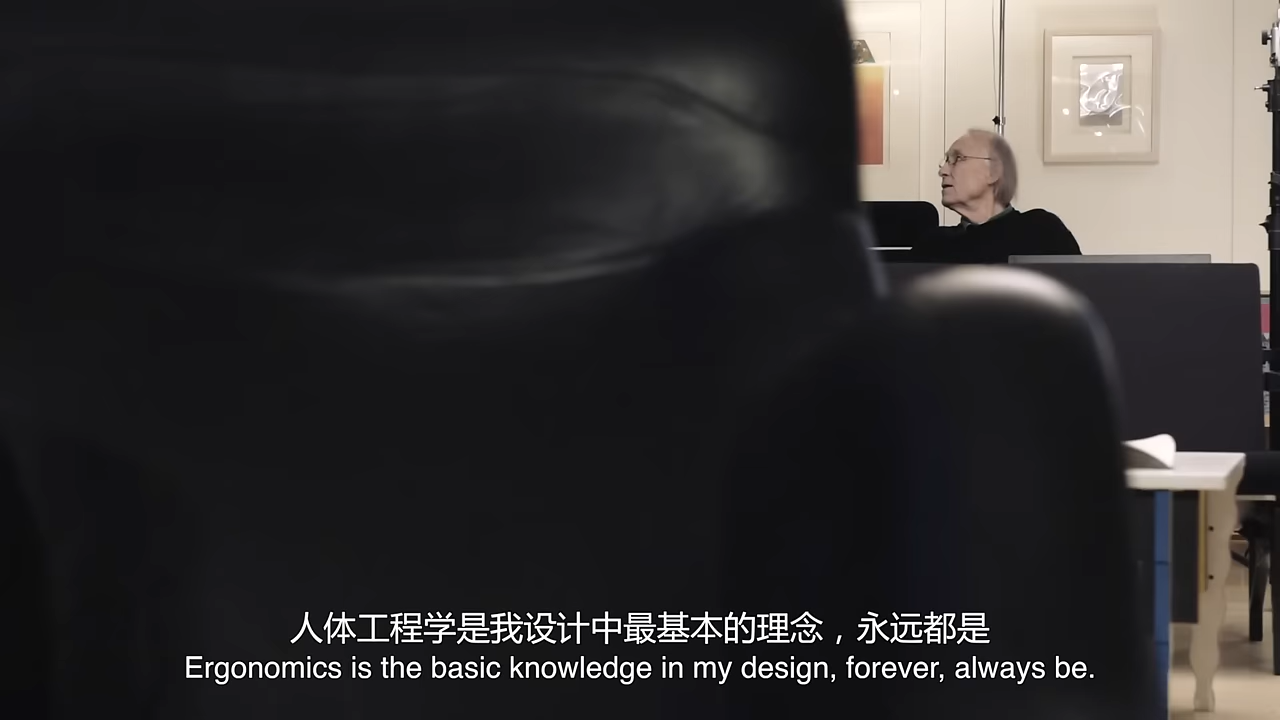 人体工程学是我设计中最基本的理念，永远都是
Ergonomics is the basic knowledge in my design, forever, always be.